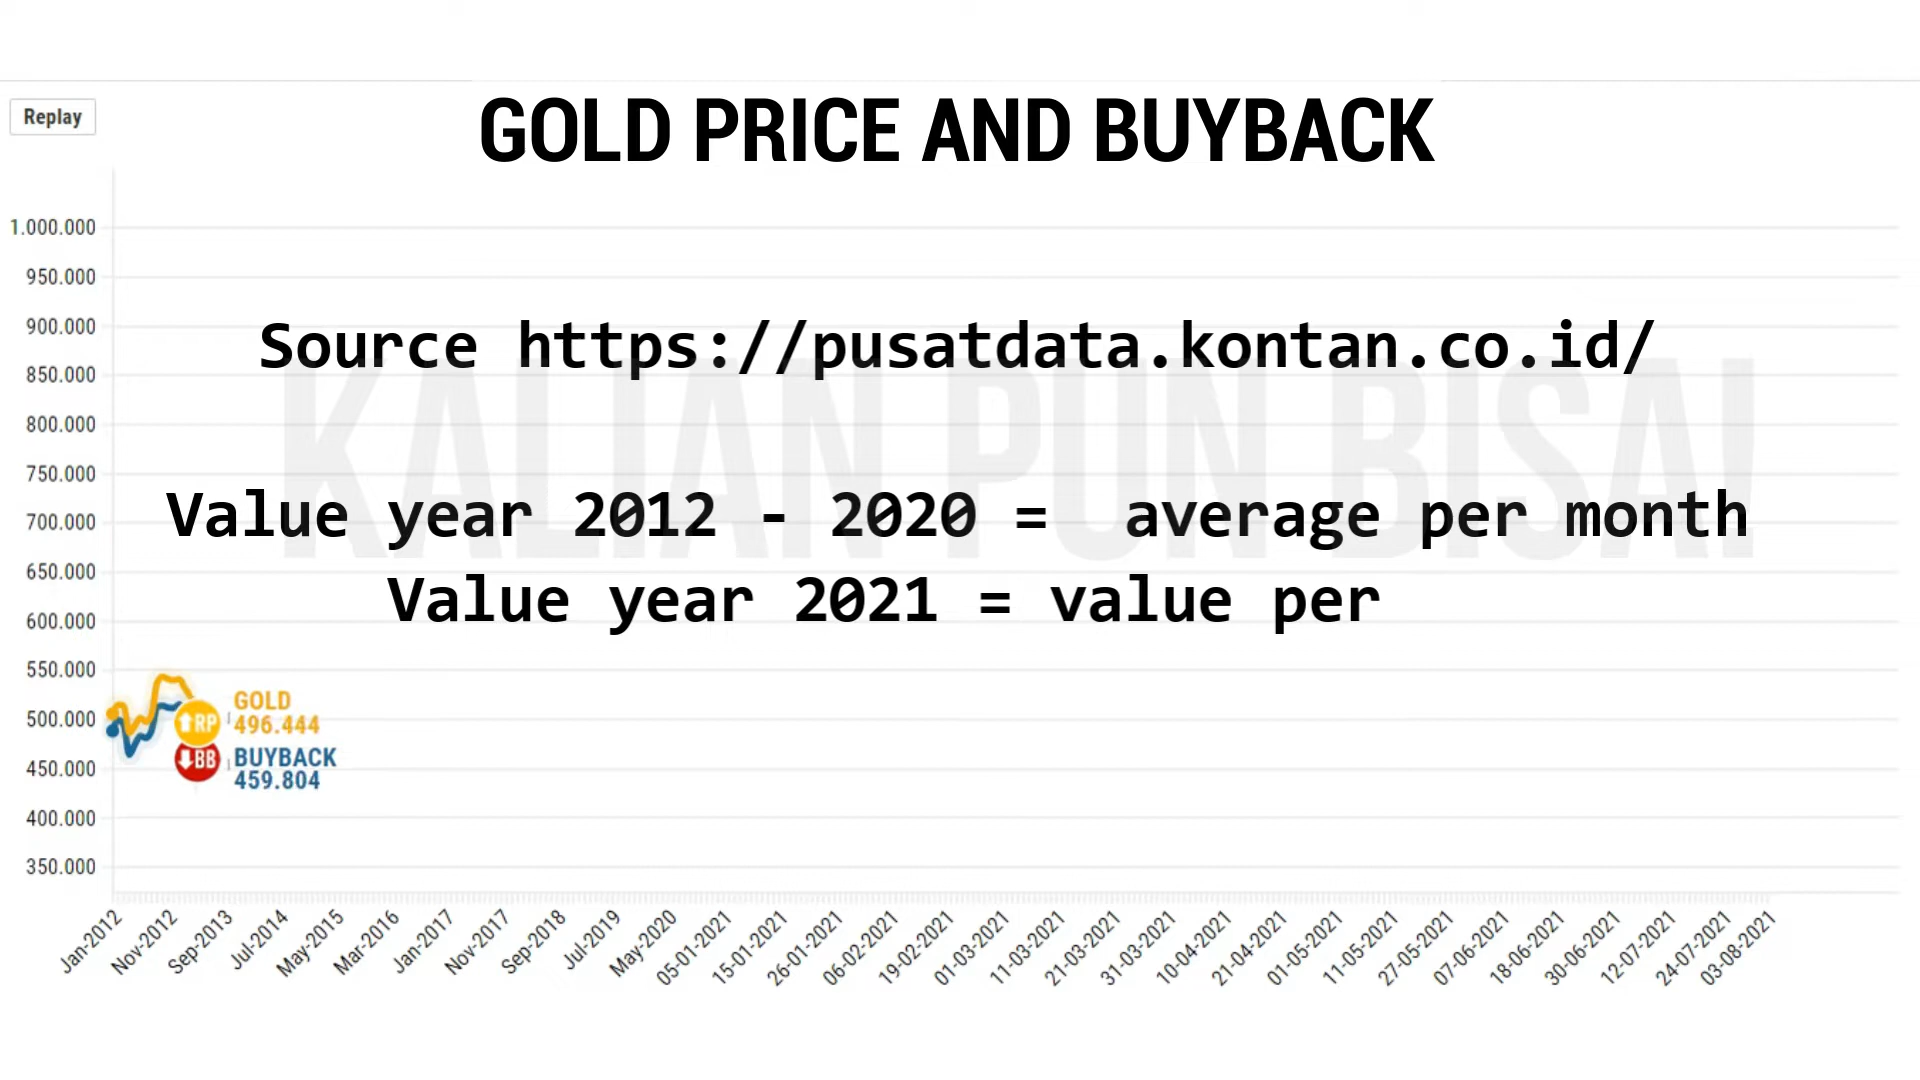 Replay
GOLD PRICE AND BUYBACK
1.000.000
950.000
900.000
850.000
800.000
750.000
700.000
650.000
600.000
550.000
500.000
450.000
400.000
350.000
Source https://pusatdata.kontan.co.id/
KALIAN PUN BISA!
Value year 2012 - 2020 = average per month
Value year 2021 = value per
RP
GOLD
496.444
BB
BUYBACK
459.804
Jan-2012
Nov-2012
Sep-2013
Jul-2014
May-2015
Mar-2016
Jan-2017
Nov-2017
Sep-2018
Jul-2019
May-2020
05-01-2021
15-01-2021
26-01-2021
06-02-2021
19-02-2021
01-03-2021
11-03-2021
21-03-2021
31-03-2021
10-04-2021
21-04-2021
01-05-2021
11-05-2021
27-05-2021
07-06-2021
18-06-2021
30-06-2021
12-07-2021
24-07-2021
03-08-2021